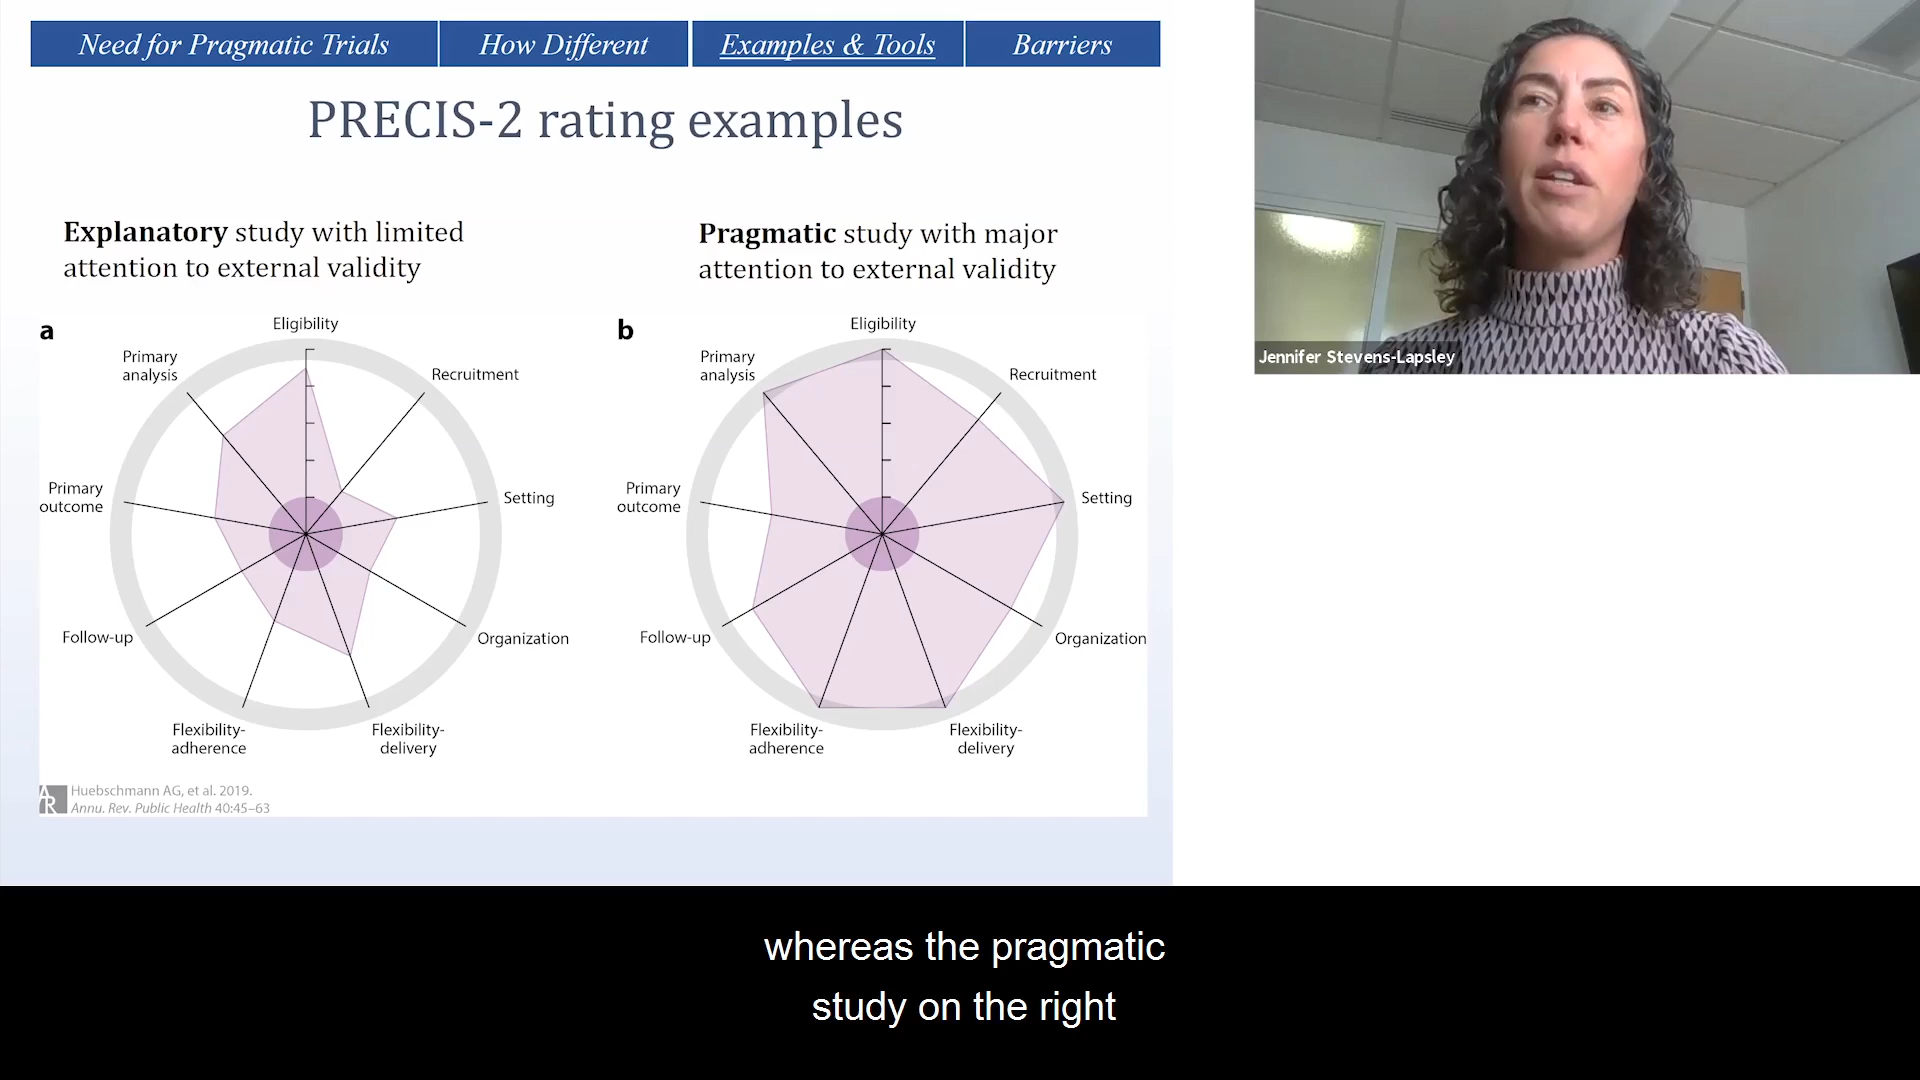 Need for Pragmatic Trials
How Different
Examples & Tools
Barriers
PRECIS-2 rating examples
Explanatory study with limited
attention to external validity
Pragmatic study with major
attention to external validity
a
Eligibility
Recruitment
Setting
Organization
Flexibility-
delivery
Flexibility-
adherence
Follow-up
Primary
outcome
Primary
analysis
b
Eligibility
Recruitment
Setting
Organization
Flexibility-
delivery
Flexibility-
adherence
Follow-up
Primary
outcome
Primary
analysis
AR
Huebschmann AG, et al. 2019.
Annu. Rev. Public Health 40:45–63
Jennifer Stevens-Lapsley
whereas the pragmatic
study on the right